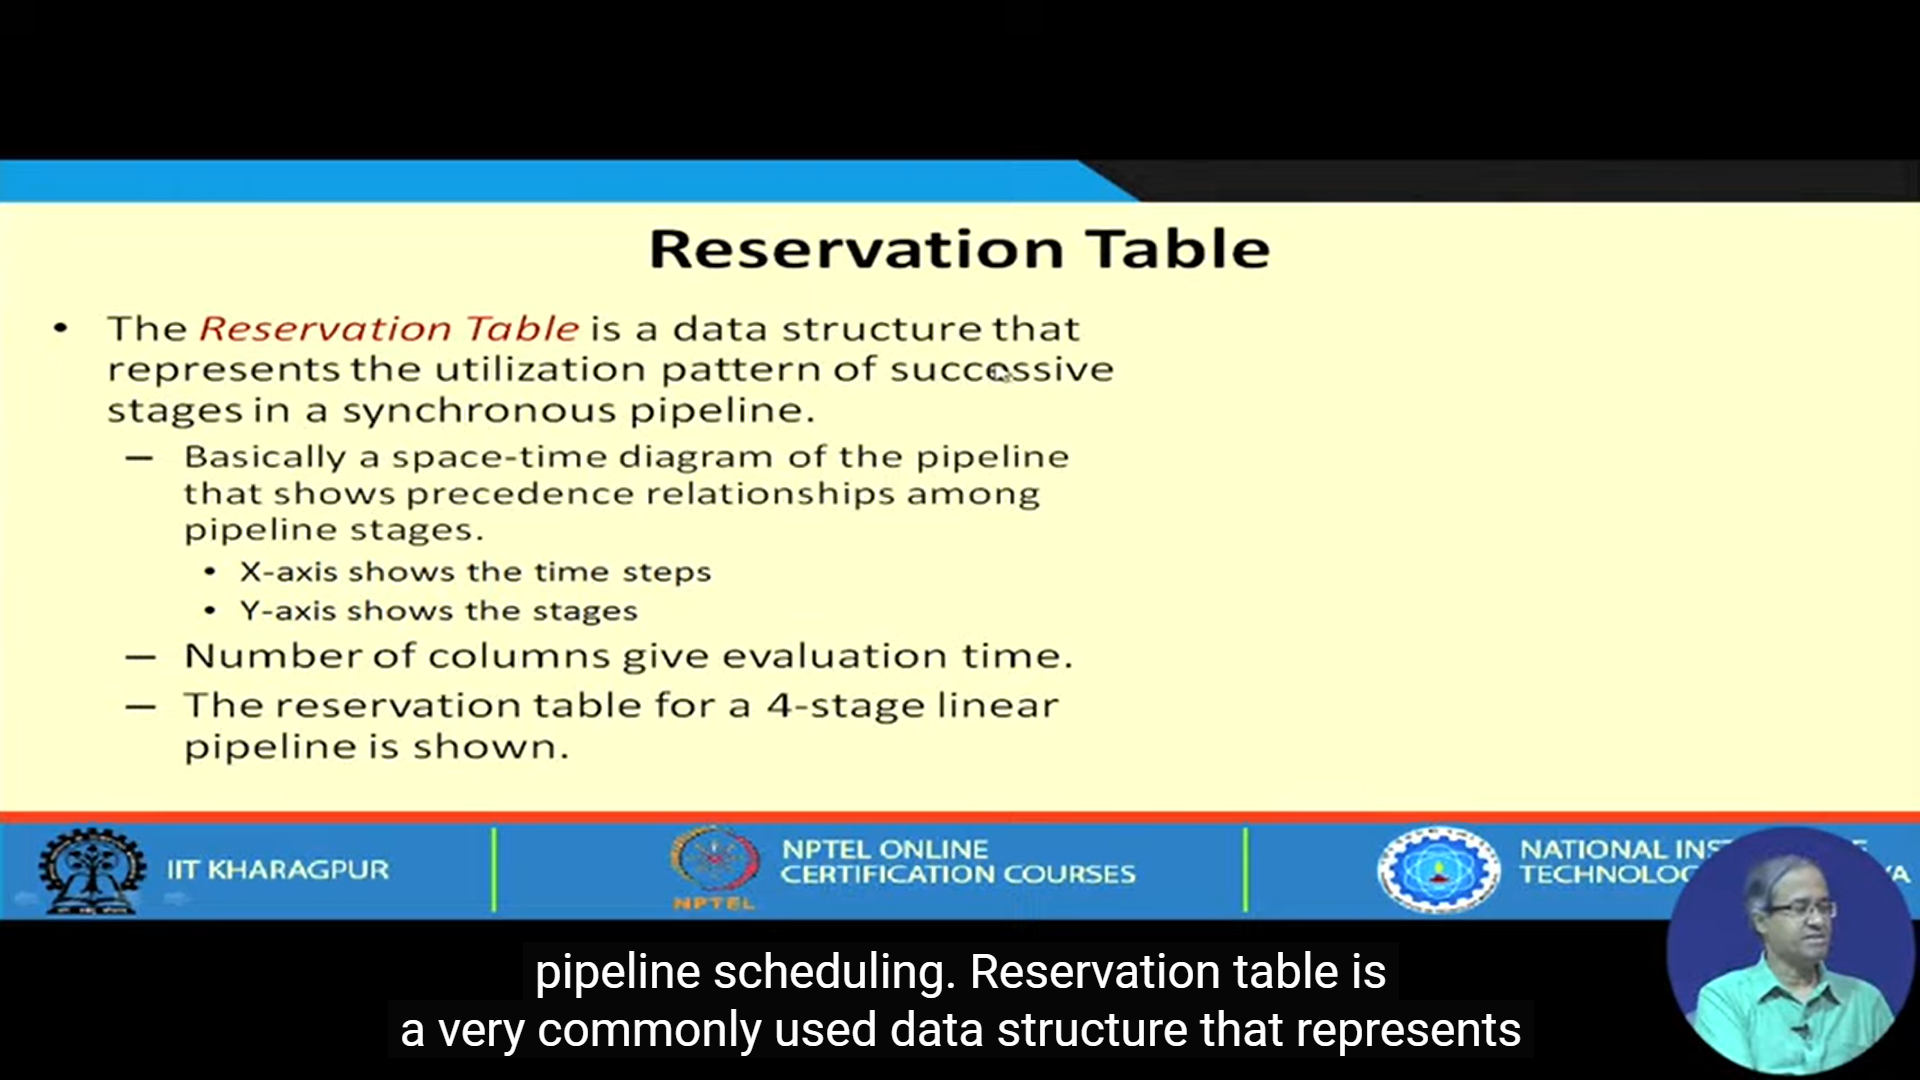 Reservation Table
• The Reservation Table is a data structure that
represents the utilization pattern of successive
stages in a synchronous pipeline.
– Basically a space-time diagram of the pipeline
that shows precedence relationships among
pipeline stages.
• X-axis shows the time steps
• Y-axis shows the stages
– Number of columns give evaluation time.
– The reservation table for a 4-stage linear
pipeline is shown.
IIT KHARAGPUR
NPTEL
NPTEL ONLINE
CERTIFICATION COURSES
NATIONAL
pipeline scheduling. Reservation table is
a very commonly used data structure that represents